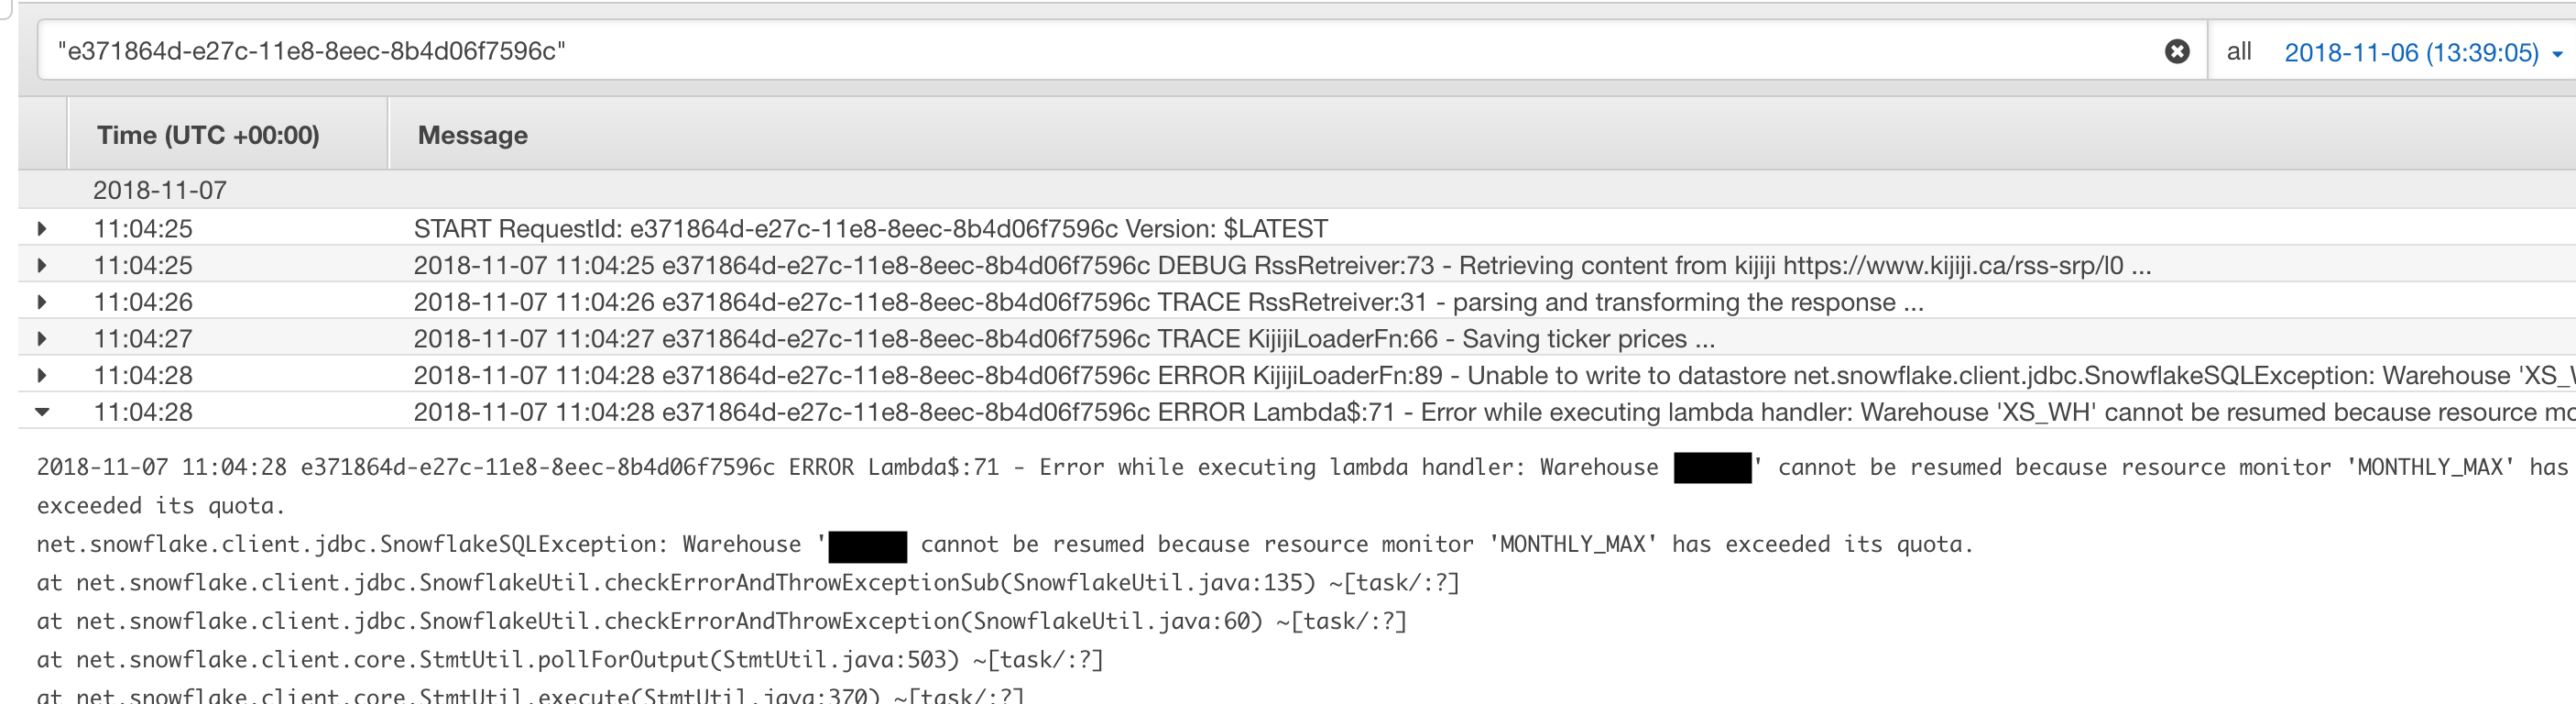 "e371864d-e27c-11e8-8eec-8b4d06f7596c" all 2018-11-06 (13:39:05)
Time (UTC +00:00) Message
2018-11-07
11:04:25 START RequestId: e371864d-e27c-11e8-8eec-8b4d06f7596c Version: $LATEST
11:04:25 2018-11-07 11:04:25 e371864d-e27c-11e8-8eec-8b4d06f7596c DEBUG RssRetreiver:73 - Retrieving content from kijiji https://www.kijiji.ca/rss-srp/l0 ...
11:04:26 2018-11-07 11:04:26 e371864d-e27c-11e8-8eec-8b4d06f7596c TRACE RssRetreiver:31 - parsing and transforming the response ...
11:04:27 2018-11-07 11:04:27 e371864d-e27c-11e8-8eec-8b4d06f7596c TRACE KijijiLoaderFn:66 - Saving ticker prices ...
11:04:28 2018-11-07 11:04:28 e371864d-e27c-11e8-8eec-8b4d06f7596c ERROR KijijiLoaderFn:89 - Unable to write to datastore net.snowflake.client.jdbc.SnowflakeSQLException: Warehouse 'XS_
11:04:28 2018-11-07 11:04:28 e371864d-e27c-11e8-8eec-8b4d06f7596c ERROR Lambda$:71 - Error while executing lambda handler: Warehouse 'XS_WH' cannot be resumed because resource mo
2018-11-07 11:04:28 e371864d-e27c-11e8-8eec-8b4d06f7596c ERROR Lambda$:71 - Error while executing lambda handler: Warehouse ' cannot be resumed because resource monitor 'MONTHLY_MAX' has
exceeded its quota.
net.snowflake.client.jdbc.SnowflakeSQLException: Warehouse ' cannot be resumed because resource monitor 'MONTHLY_MAX' has exceeded its quota.
at net.snowflake.client.jdbc.SnowflakeUtil.checkErrorAndThrowExceptionSub(SnowflakeUtil.java:135) ~[task/:?]
at net.snowflake.client.jdbc.SnowflakeUtil.checkErrorAndThrowException(SnowflakeUtil.java:60) ~[task/:?]
at net.snowflake.client.core.StmtUtil.pollForOutput(StmtUtil.java:503) ~[task/:?]
at net.snowflake.client.core.StmtUtil.execute(StmtUtil.java:370) ~[task/:?]